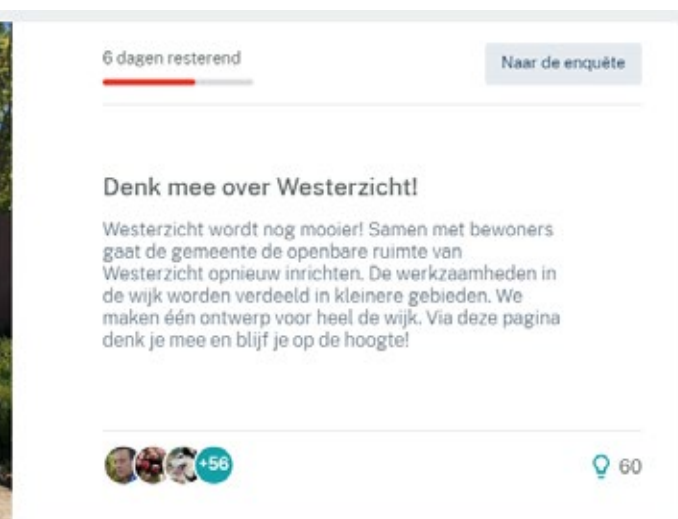 6 dagen resterend
Naar de enquête
Denk mee over Westerzicht!
Westerzicht wordt nog mooier! Samen met bewoners
gaat de gemeente de openbare ruimte van
Westerzicht opnieuw inrichten. De werkzaamheden in
de wijk worden verdeeld in kleinere gebieden. We
maken één ontwerp voor heel de wijk. Via deze pagina
denk je mee en blijf je op de hoogte!
+56
60